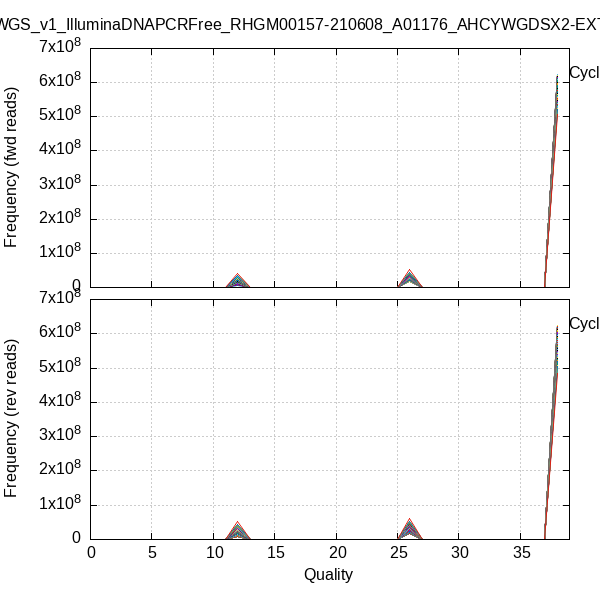 WGS_v1_IlluminaDNAPCRFree_RHGM00157-210608_A01176_AHCYWGDSX2-EXT
7x10⁸
6x10⁸
5x10⁸
4x10⁸
3x10⁸
2x10⁸
1x10⁸
0
Frequency (fwd reads)
Cycl
7x10⁸
6x10⁸
5x10⁸
4x10⁸
3x10⁸
2x10⁸
1x10⁸
0
Frequency (rev reads)
Cycl
0 5 10 15 20 25 30 35
Quality